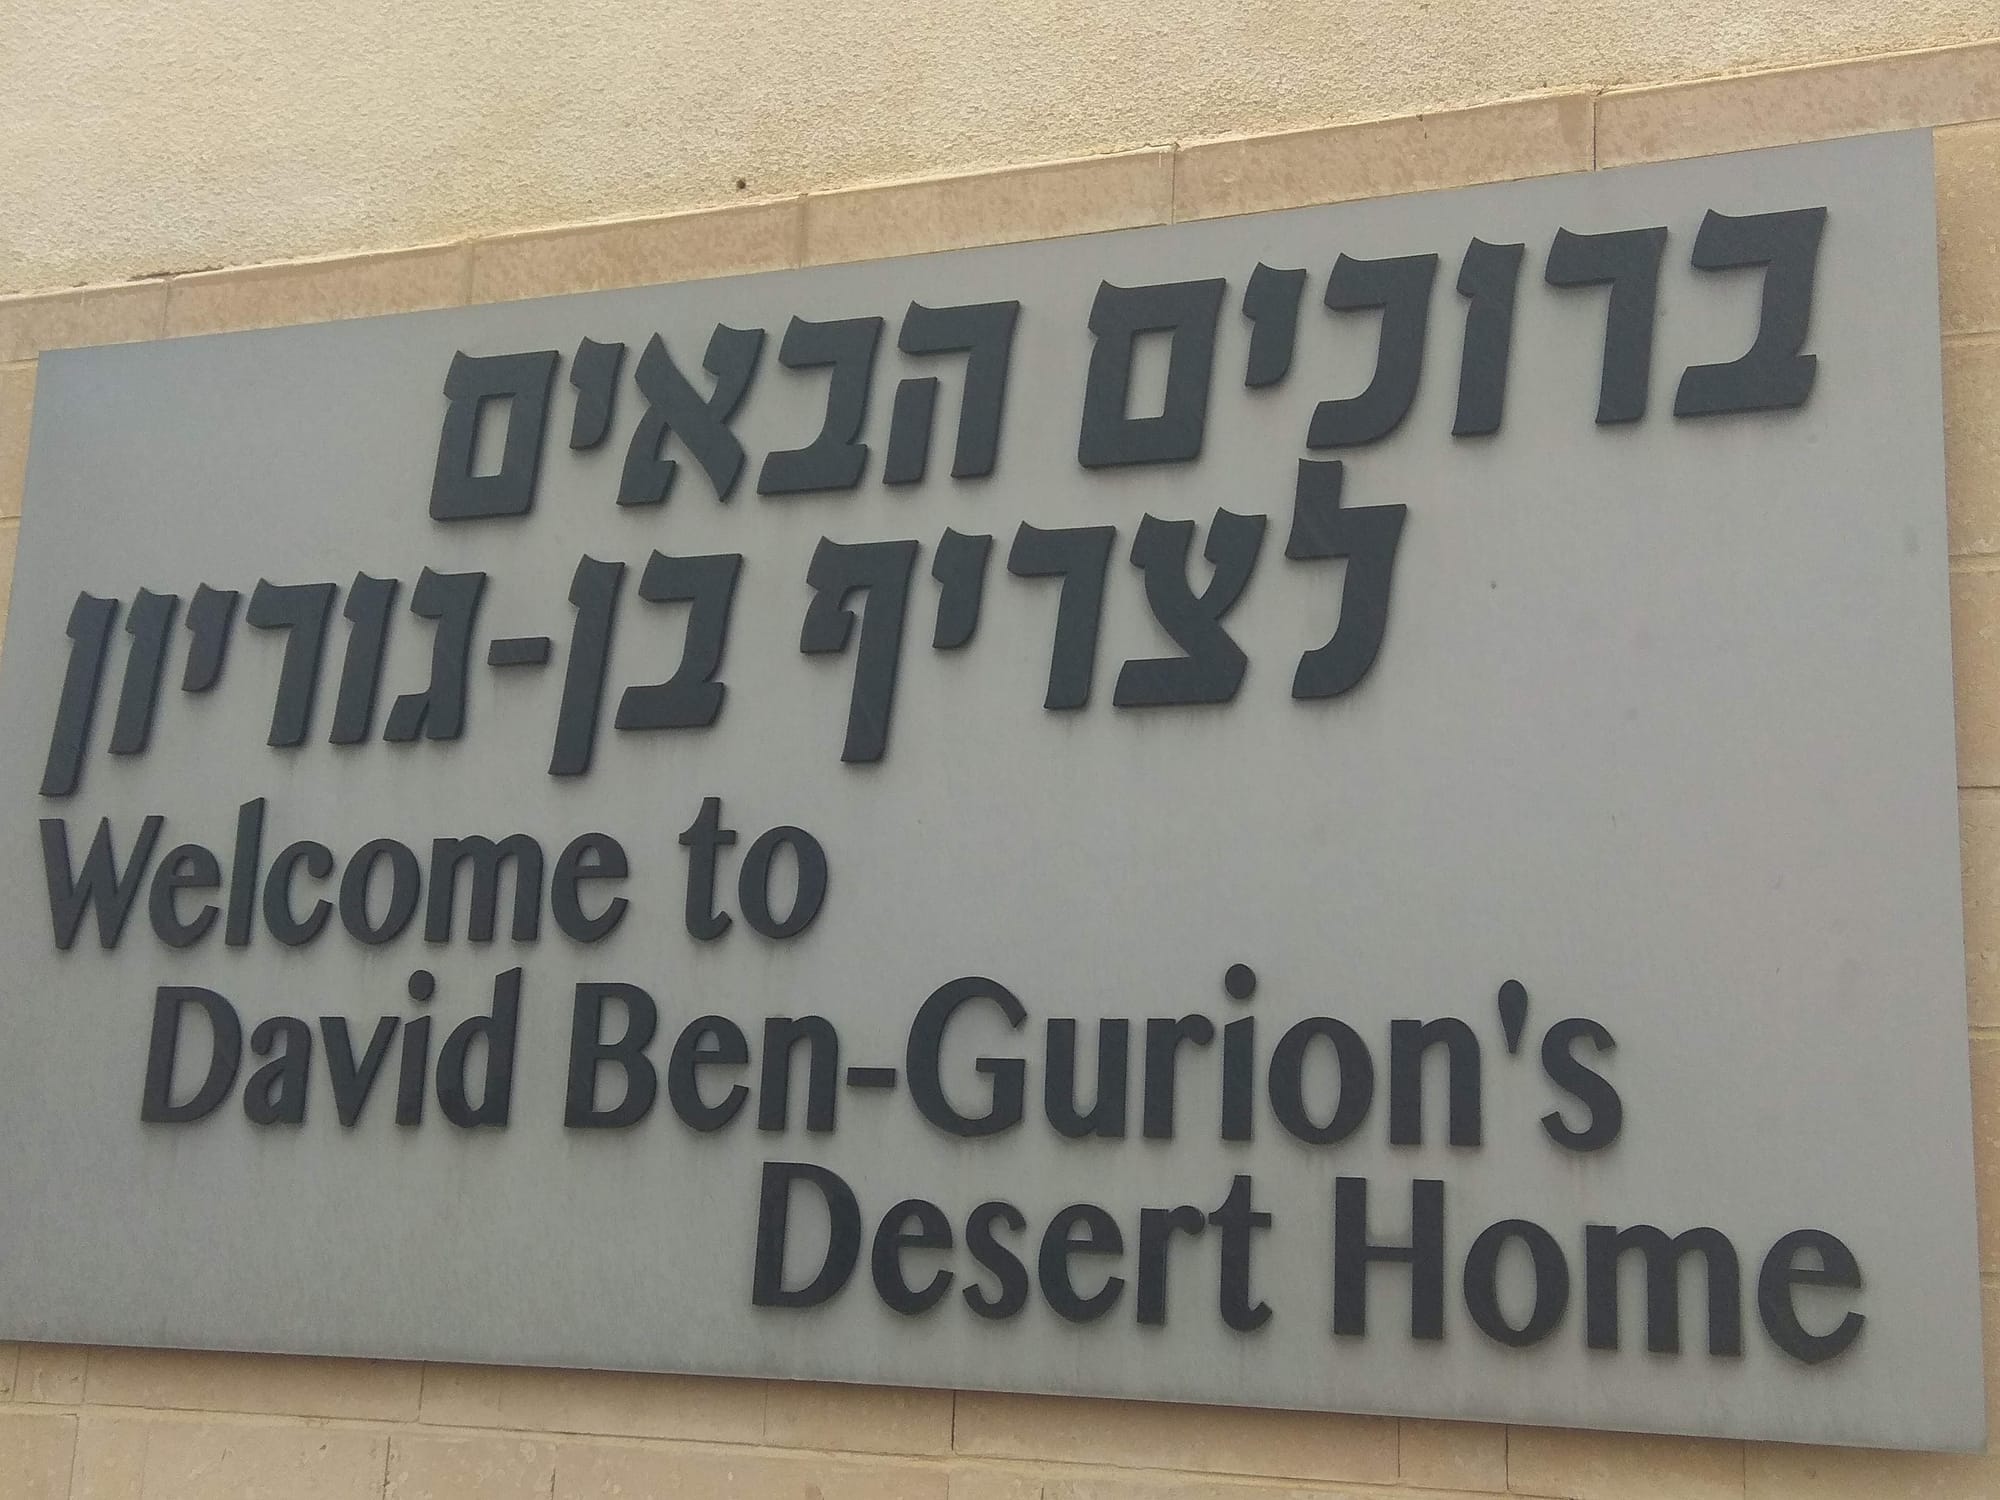 ברוכים הבאים
לצריף בן-גוריון
Welcome to
David Ben-Gurion's
Desert Home